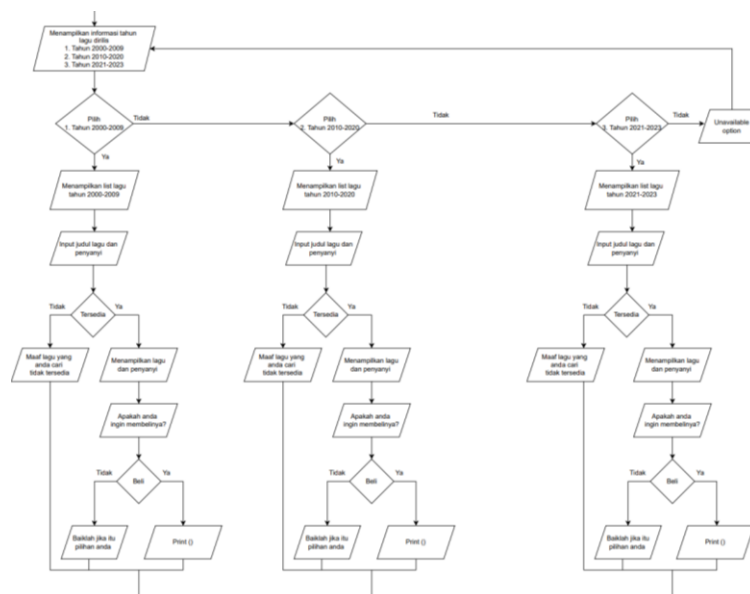 Menampilkan informasi tahun
lagu dirilis
1. Tahun 2000-2009
2. Tahun 2010-2020
3. Tahun 2021-2023
Pilih
1. Tahun 2000-2009
Tidak
Pilih
2. Tahun 2010-2020
Tidak
Pilih
3. Tahun 2021-2023
Tidak
Unavailable
option
Ya
Ya
Ya
Menampilkan list lagu
tahun 2000-2009
Menampilkan list lagu
tahun 2010-2020
Menampilkan list lagu
tahun 2021-2023
Input judul lagu dan
penyanyi
Input judul lagu dan
penyanyi
Input judul lagu dan
penyanyi
Tidak
Ya
Tersedia
Tidak
Ya
Tersedia
Tidak
Ya
Tersedia
Maaf lagu yang
anda cari
tidak tersedia
Menampilkan lagu
dan penyanyi
Maaf lagu yang
anda cari
tidak tersedia
Menampilkan lagu
dan penyanyi
Maaf lagu yang
anda cari
tidak tersedia
Menampilkan lagu
dan penyanyi
Apakah anda
ingin membelinya?
Apakah anda
ingin membelinya?
Apakah anda
ingin membelinya?
Tidak
Ya
Beli
Tidak
Ya
Beli
Tidak
Ya
Beli
Baiklah jika itu
pilihan anda
Print ()
Baiklah jika itu
pilihan anda
Print ()
Baiklah jika itu
pilihan anda
Print ()